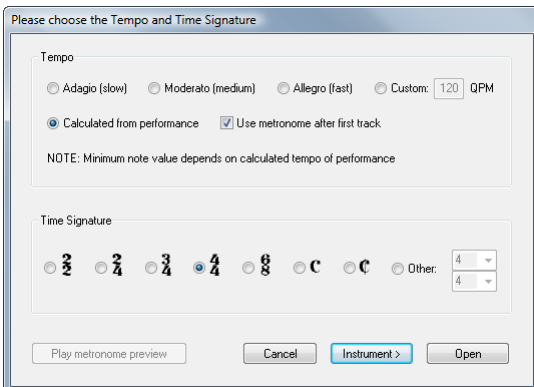 Please choose the Tempo and Time Signature
Tempo
Adagio (slow) Moderato (medium) Allegro (fast) Custom: 120 QPM
Calculated from performance Use metronome after first track
NOTE: Minimum note value depends on calculated tempo of performance
Time Signature
2/2 2/4 3/4 4/4 6/8 C ¢ Other: 4
4
Play metronome preview Cancel Instrument > Open